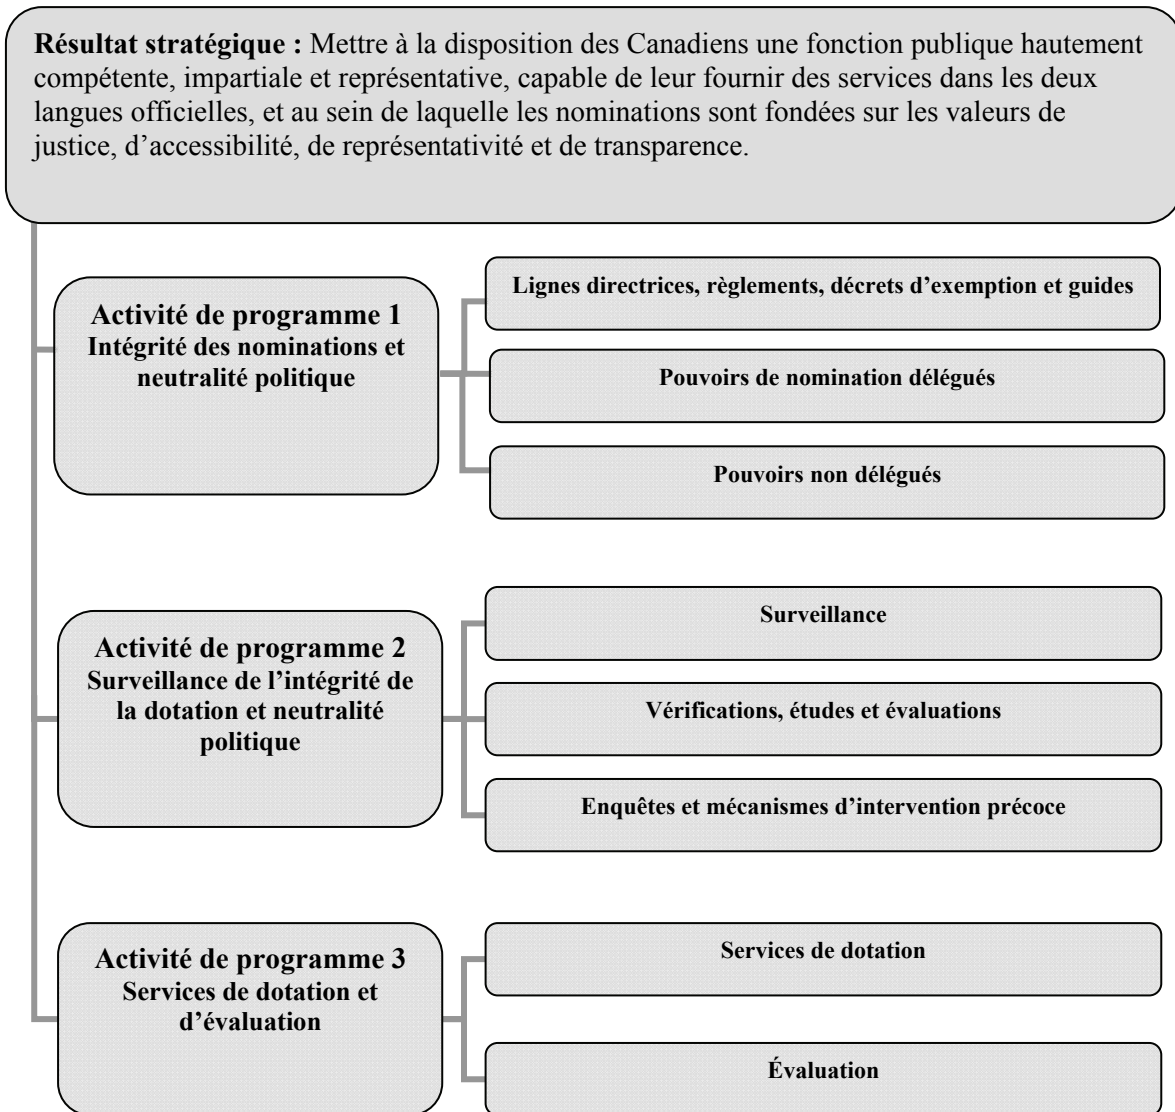 Résultat stratégique : Mettre à la disposition des Canadiens une fonction publique hautement
compétente, impartiale et représentative, capable de leur fournir des services dans les deux
langues officielles, et au sein de laquelle les nominations sont fondées sur les valeurs de
justice, d’accessibilité, de représentativité et de transparence.
Activité de programme 1
Intégrité des nominations et
neutralité politique
Lignes directrices, règlements, décrets d’exemption et guides
Pouvoirs de nomination délégués
Pouvoirs non délégués
Activité de programme 2
Surveillance de l’intégrité de
la dotation et neutralité
politique
Surveillance
Vérifications, études et évaluations
Enquêtes et mécanismes d’intervention précoce
Activité de programme 3
Services de dotation et
d’évaluation
Services de dotation
Évaluation